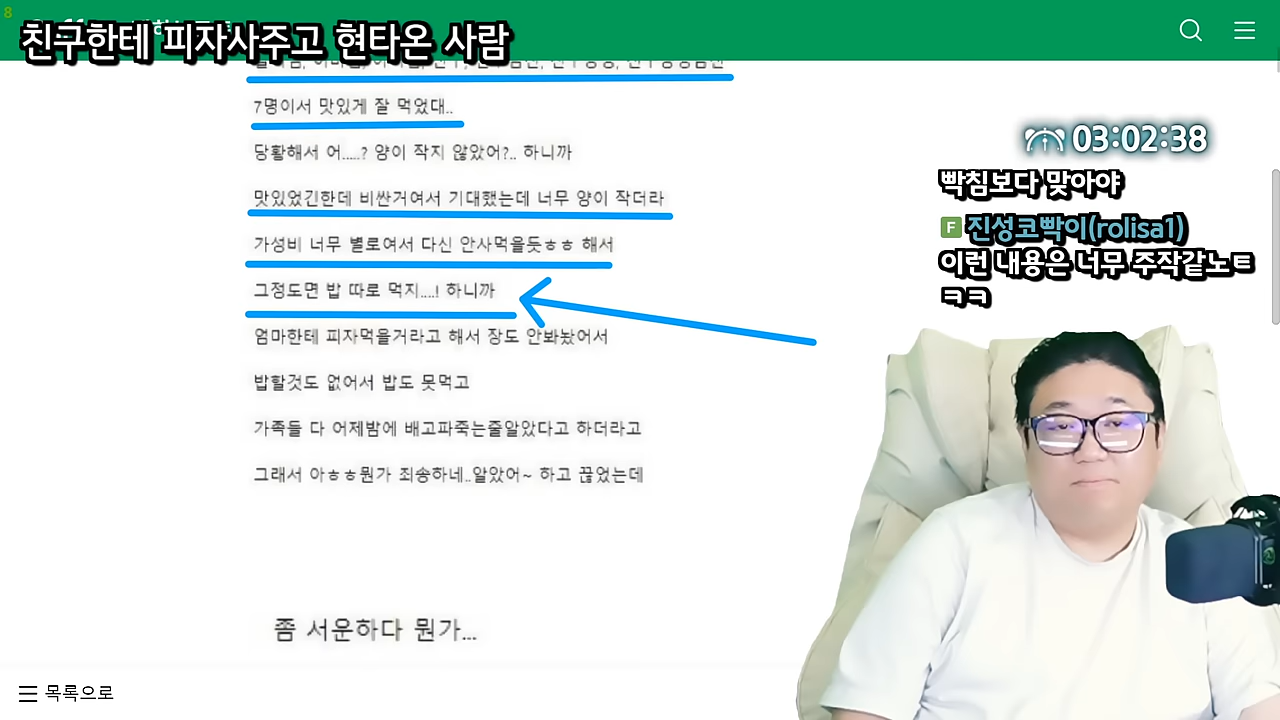 8
친구한테 피자사주고 현타온 사람
7명이서 맛있게 잘 먹었대..
당황해서 어.....? 양이 작지 않았어?.. 하니까
맛있었긴한데 비싼거여서 기대했는데 너무 양이 작더라
가성비 너무 별로여서 다신 안사먹을듯ㅎㅎ 해서
그정도면 밥 따로 먹지....! 하니까
엄마한테 피자먹을거라고 해서 장도 안봐놨어서
밥할것도 없어서 밥도 못먹고
가족들 다 어제밤에 배고파죽는줄알았다고 하더라고
그래서 아ㅎㅎ뭔가 죄송하네..알았어~ 하고 끊었는데
좀 서운하다 뭔가...
목록으로
03:02:38
빡침보다 맞아야
F 진성코빡이(rolisa1)
이런 내용은 너무 주작같노ㅌ
ㅋㅋ